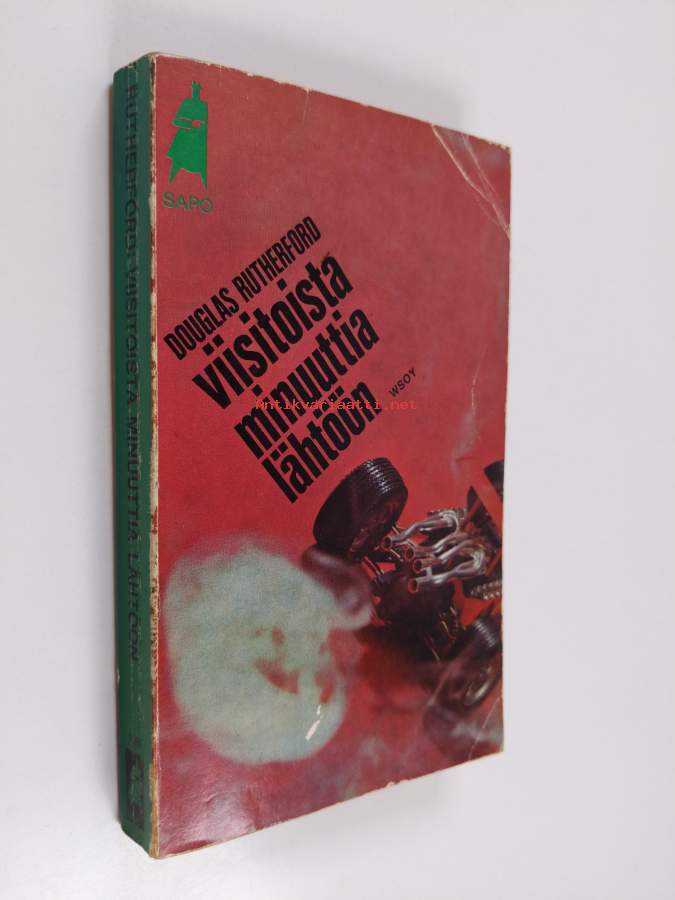 SAPO
DOUGLAS RUTHERFORD
viisitoista
minuuttia
lähtöön
WSOY
Antikvariaatti.net
RUTHERFORD: VIISITOISTA MINUUTTIA LÄHTÖÖN